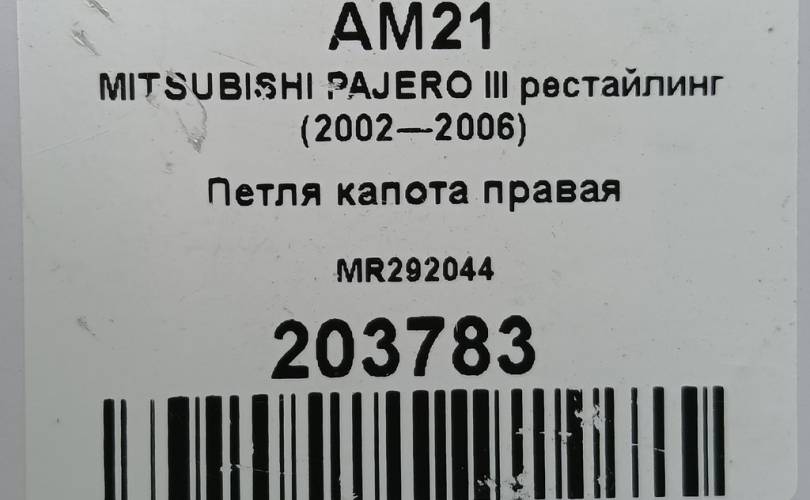 AM21
MITSUBISHI PAJERO III рестайлинг
(2002—2006)
Петля капота правая
MR292044
203783